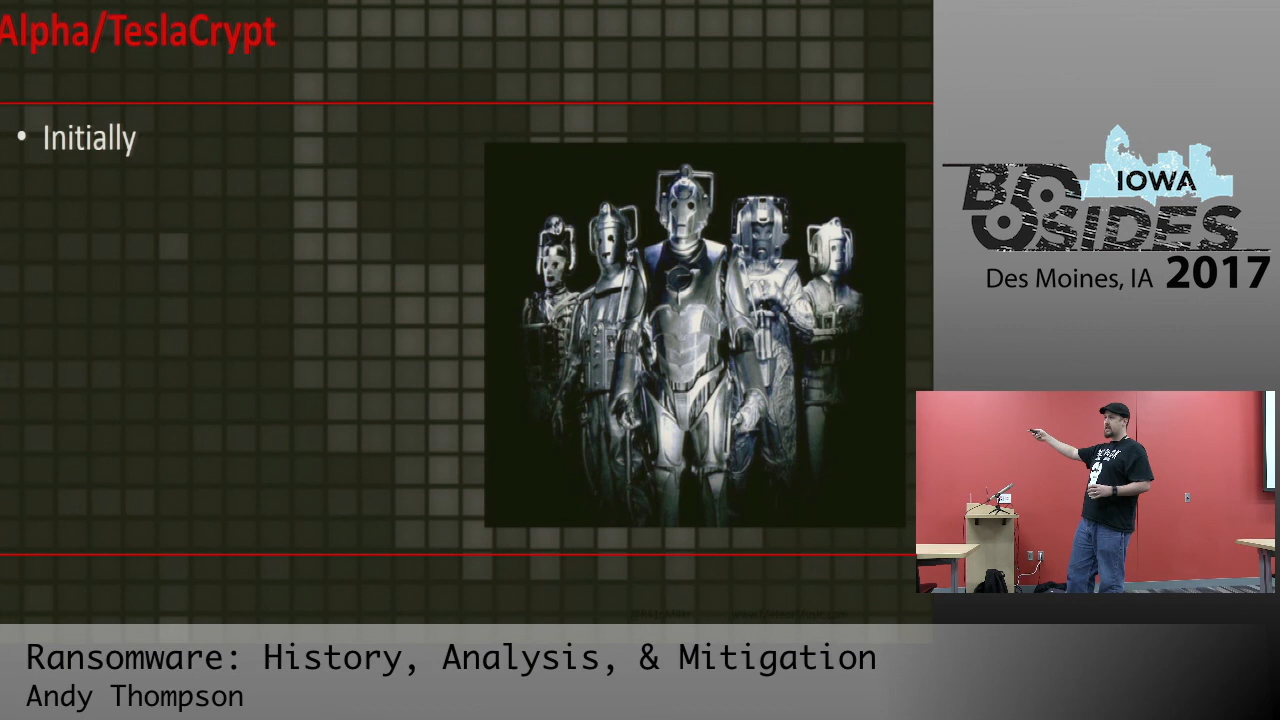 Alpha/TeslaCrypt
• Initially
BSIDES
IOWA
Des Moines, IA 2017
Ransomware: History, Analysis, & Mitigation
Andy Thompson